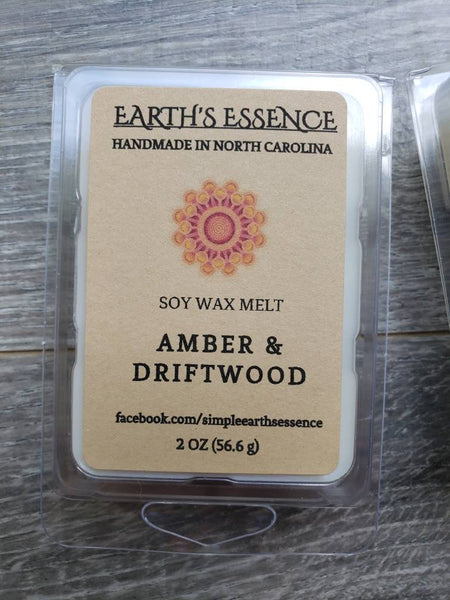 EARTH'S ESSENCE
HANDMADE IN NORTH CAROLINA
SOY WAX MELT
AMBER &
DRIFTWOOD
facebook.com/simpleearthsessence
2 OZ (56.6 g)